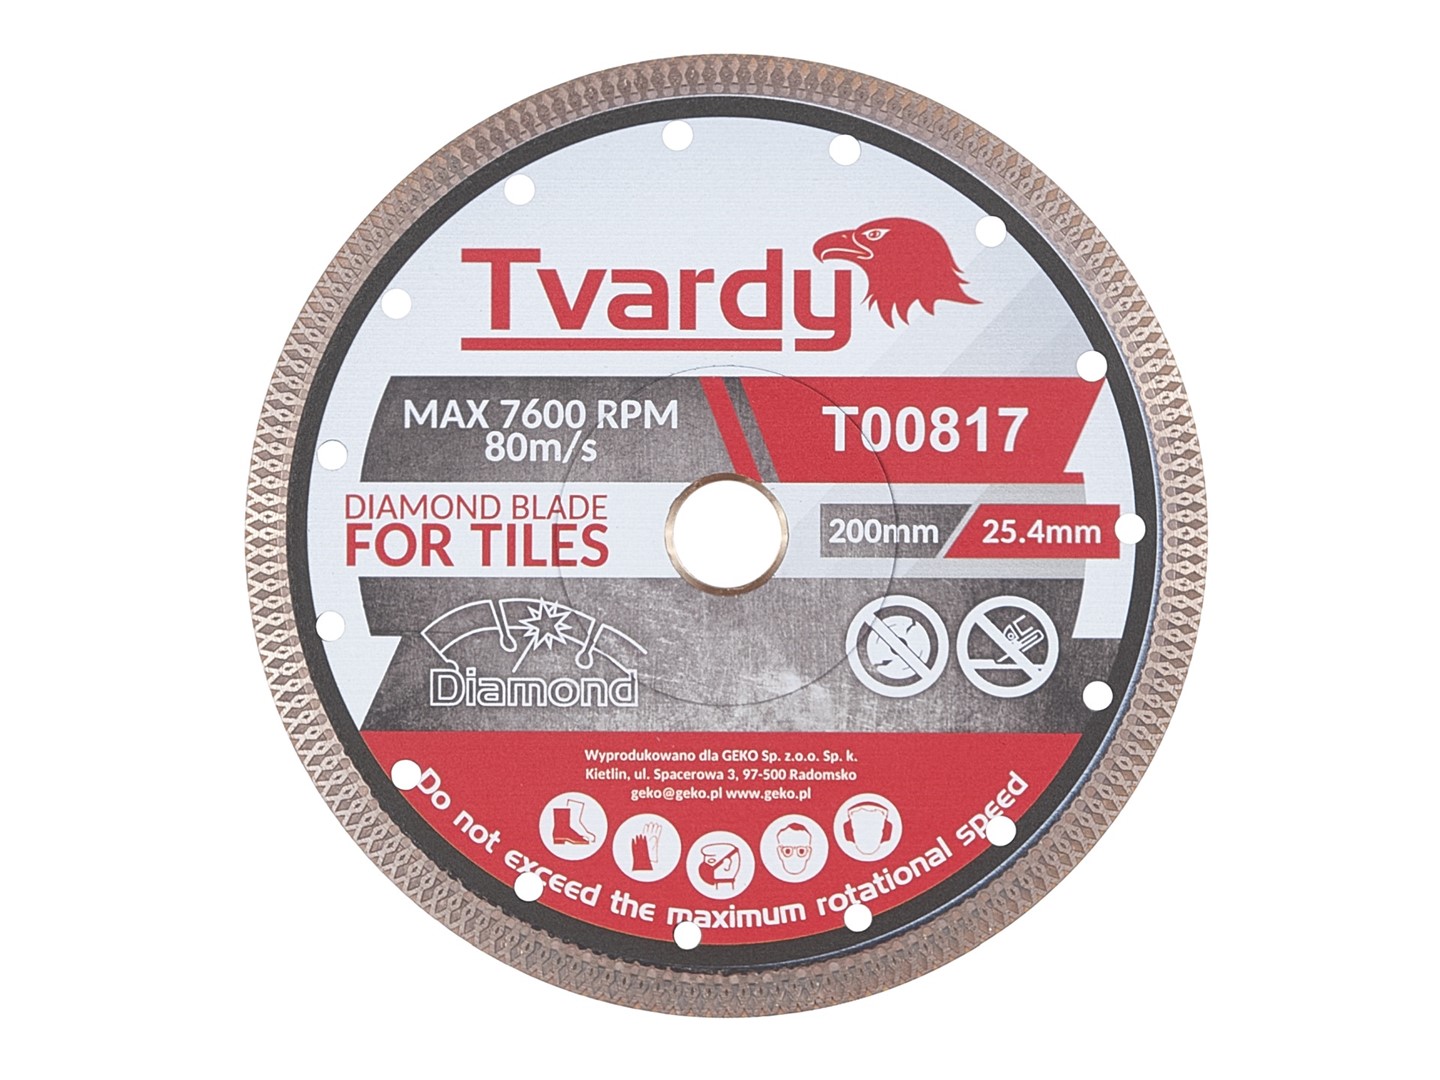 Tvardy
MAX 7600 RPM
80m/s
T00817
DIAMOND BLADE
FOR TILES
200mm
25.4mm
Diamond
Wyprodukowano dla GEKO Sp. z.o.o. Sp. k.
Kietlin, ul. Spacerowa 3, 97-500 Radomsko
geko@geko.pl www.geko.pl
Do not exceed the maximum rotational speed